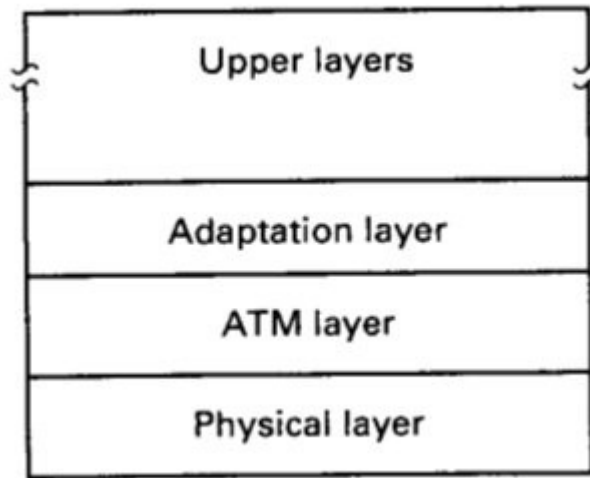 Upper layers
Adaptation layer
ATM layer
Physical layer